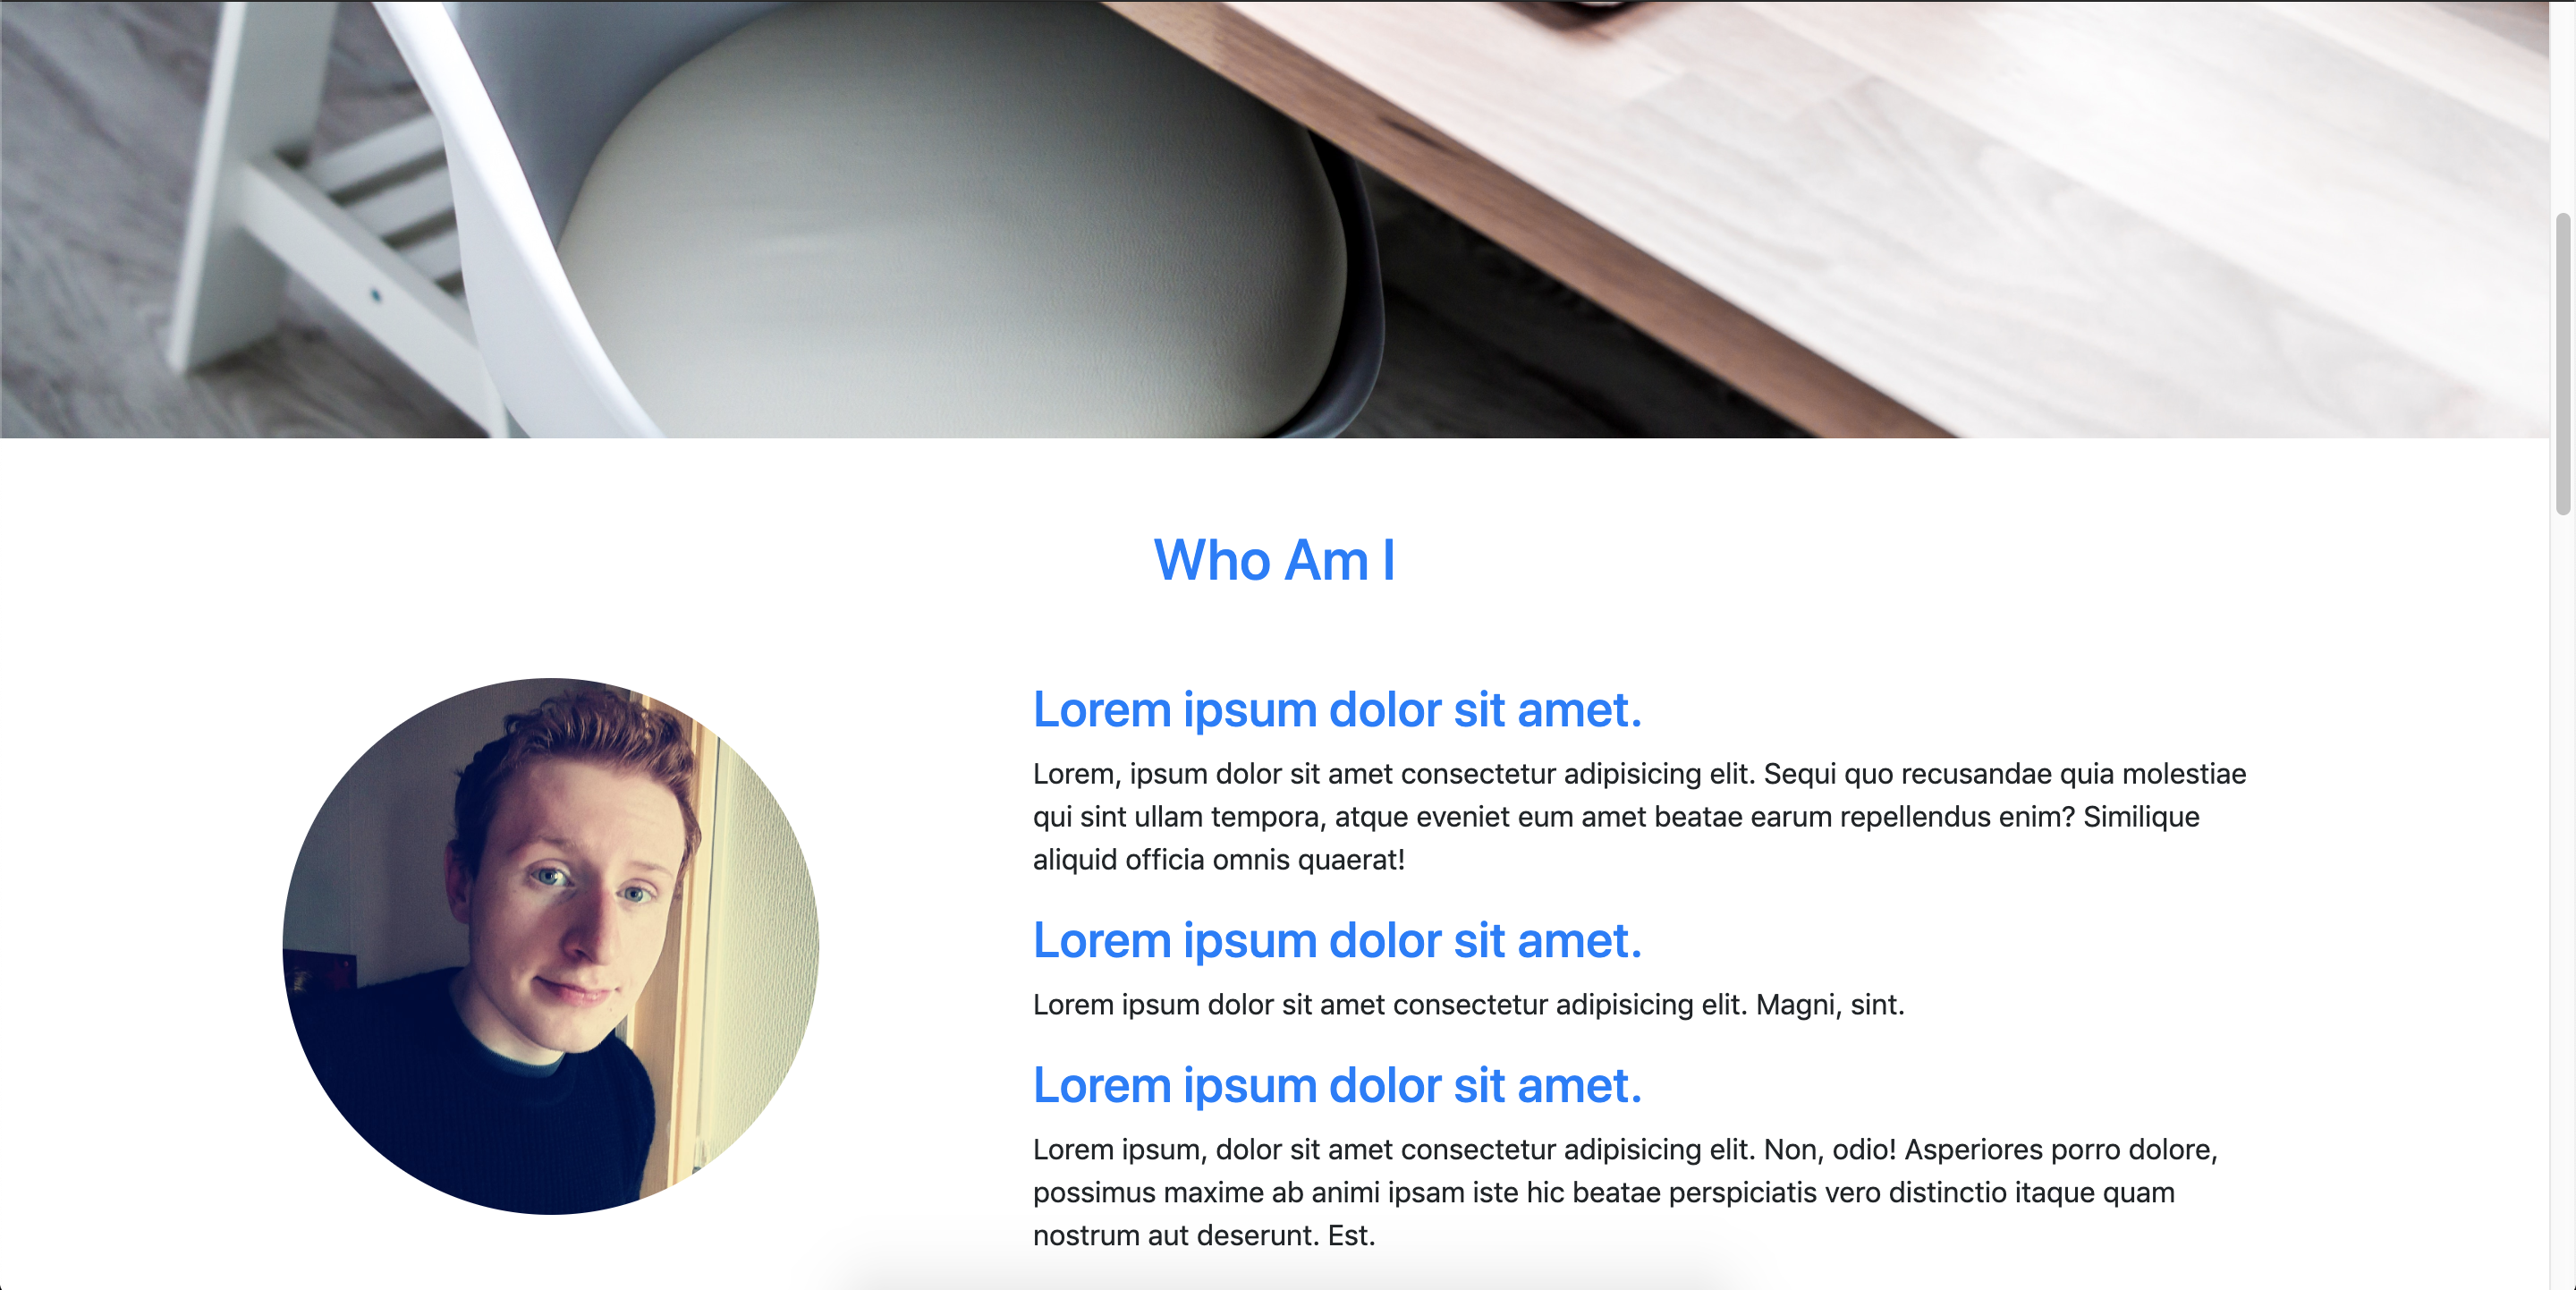 Who Am I
Lorem ipsum dolor sit amet.
Lorem, ipsum dolor sit amet consectetur adipisicing elit. Sequi quo recusandae quia molestiae
qui sint ullam tempora, atque eveniet eum amet beatae earum repellendus enim? Similique
aliquid officia omnis quaerat!
Lorem ipsum dolor sit amet.
Lorem ipsum dolor sit amet consectetur adipisicing elit. Magni, sint.
Lorem ipsum dolor sit amet.
Lorem ipsum, dolor sit amet consectetur adipisicing elit. Non, odio! Asperiores porro dolore,
possimus maxime ab animi ipsam iste hic beatae perspiciatis vero distinctio itaque quam
nostrum aut deserunt. Est.